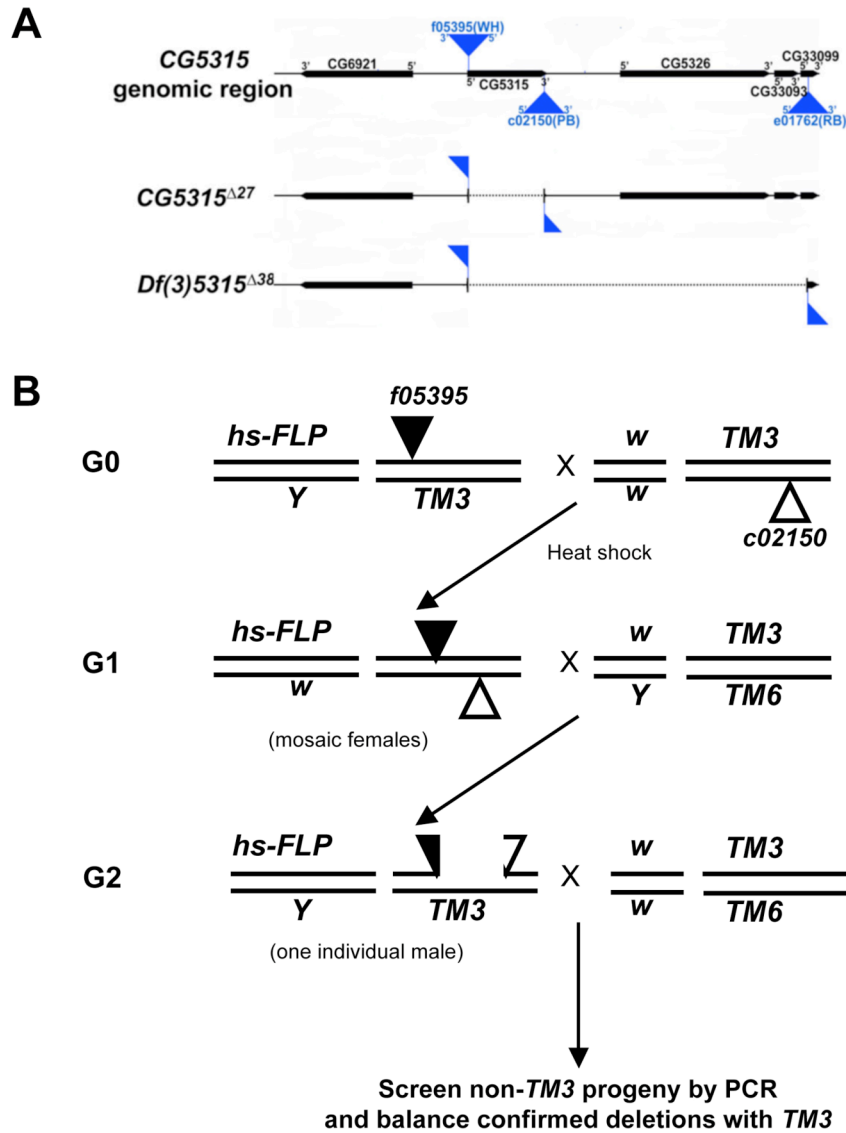 A
CG5315
genomic region
f05395(WH)
3' 5'
3' CG6921 5'
5' CG5315 3'
5' CG5326 3' 5'
CG33099
CG33093
5' 3'
c02150(PB)
5' 3'
e01762(RB)
CG5315Δ27
Df(3)5315Δ38
B
f05395
G0
hs-FLP
Y
TM3
X
w
w
TM3
c02150
Heat shock
G1
hs-FLP
w
(mosaic females)
X
w
Y
TM3
TM6
G2
hs-FLP
Y
TM3
(one individual male)
X
w
w
TM3
TM6
Screen non-TM3 progeny by PCR
and balance confirmed deletions with TM3